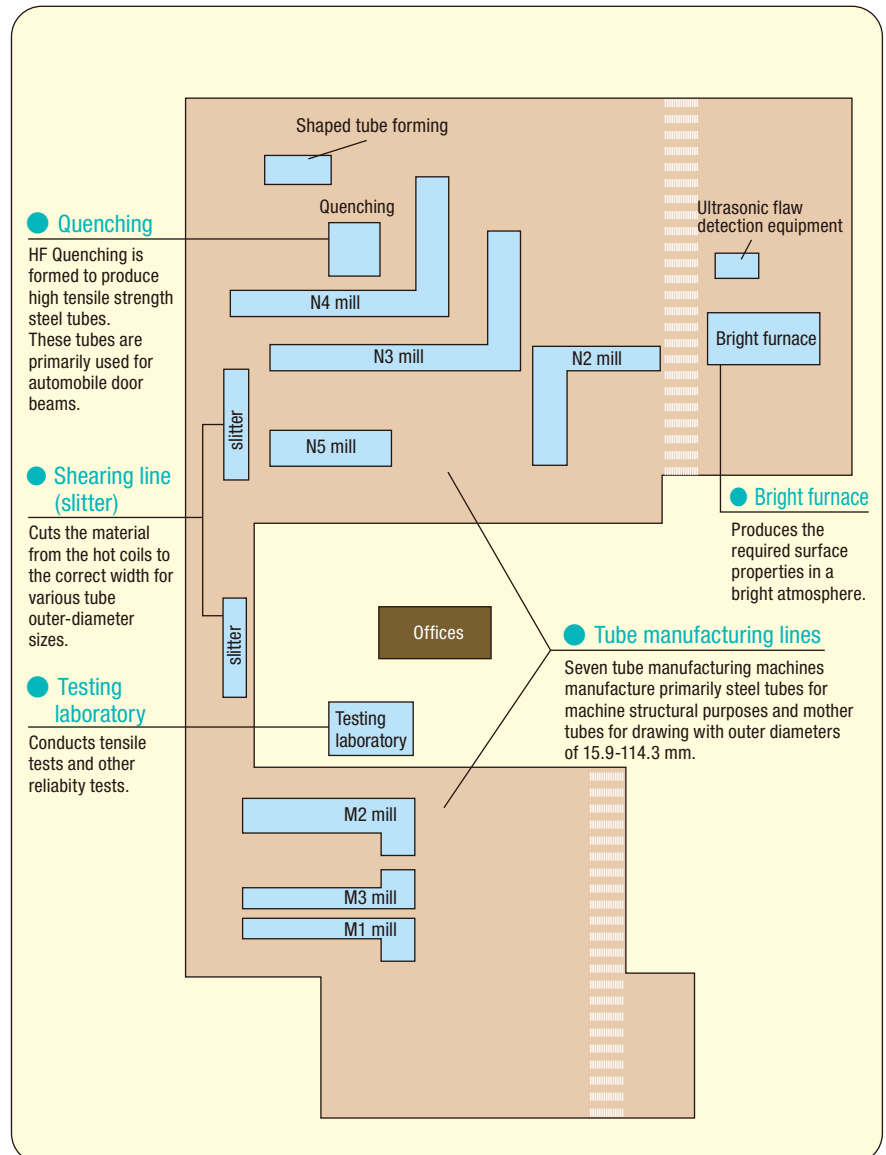 Shaped tube forming
Quenching
Ultrasonic flaw
detection equipment
Quenching
HF Quenching is
formed to produce
high tensile strength
steel tubes.
These tubes are
primarily used for
automobile door
beams.
N4 mill
N3 mill
N2 mill
Bright furnace
slitter
N5 mill
Shearing line
(slitter)
Cuts the material
from the hot coils to
the correct width for
various tube
outer-diameter
sizes.
Bright furnace
Produces the
required surface
properties in a
bright atmosphere.
slitter
Offices
Tube manufacturing lines
Seven tube manufacturing machines
manufacture primarily steel tubes for
machine structural purposes and mother
tubes for drawing with outer diameters
of 15.9-114.3 mm.
Testing
laboratory
Conducts tensile
tests and other
reliabity tests.
Testing
laboratory
M2 mill
M3 mill
M1 mill